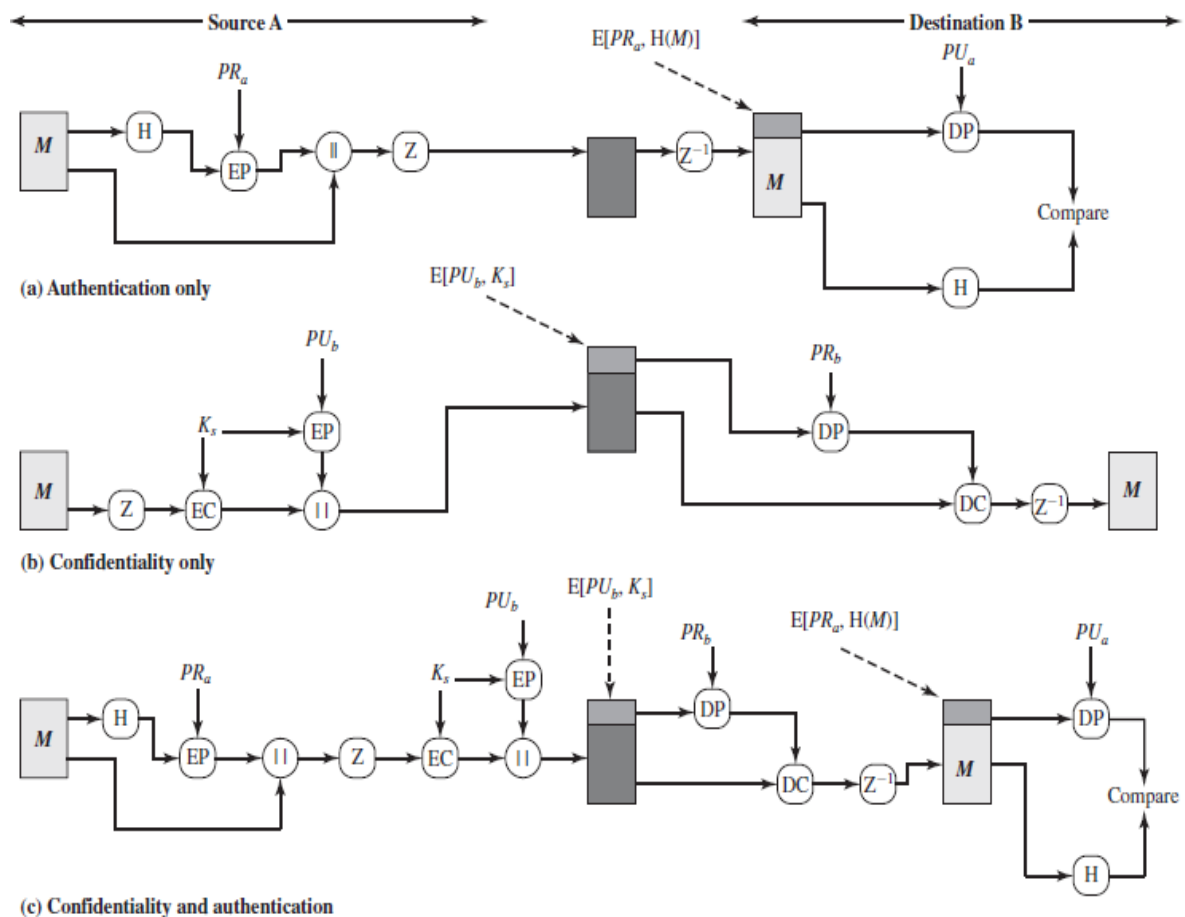 Source A
Destination B
E[PRa, H(M)]
PRa
PUa
M
H
EP
||
Z
Z−1
M
DP
Compare
H
(a) Authentication only
E[PUb, Ks]
PUb
PRb
Ks
EP
DP
M
Z
EC
||
DC
Z−1
M
(b) Confidentiality only
PUb
E[PUb, Ks]
PRa
Ks
EP
PRb
E[PRa, H(M)]
PUa
M
H
EP
||
Z
EC
||
DP
DC
Z−1
M
DP
Compare
H
(c) Confidentiality and authentication